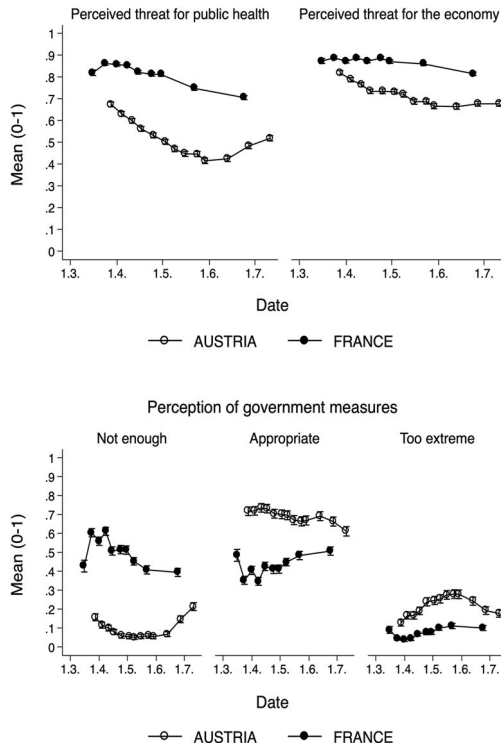 Perceived threat for public health
Perceived threat for the economy
Mean (0-1)
1
.9
.8
.7
.6
.5
.4
.3
.2
.1
0
1.3. 1.4. 1.5. 1.6. 1.7.
1.3. 1.4. 1.5. 1.6. 1.7.
Date
AUSTRIA FRANCE
Perception of government measures
Not enough Appropriate Too extreme
Mean (0-1)
1
.9
.8
.7
.6
.5
.4
.3
.2
.1
0
1.3. 1.4. 1.5. 1.6. 1.7.
1.3. 1.4. 1.5. 1.6. 1.7.
1.3. 1.4. 1.5. 1.6. 1.7.
Date
AUSTRIA FRANCE